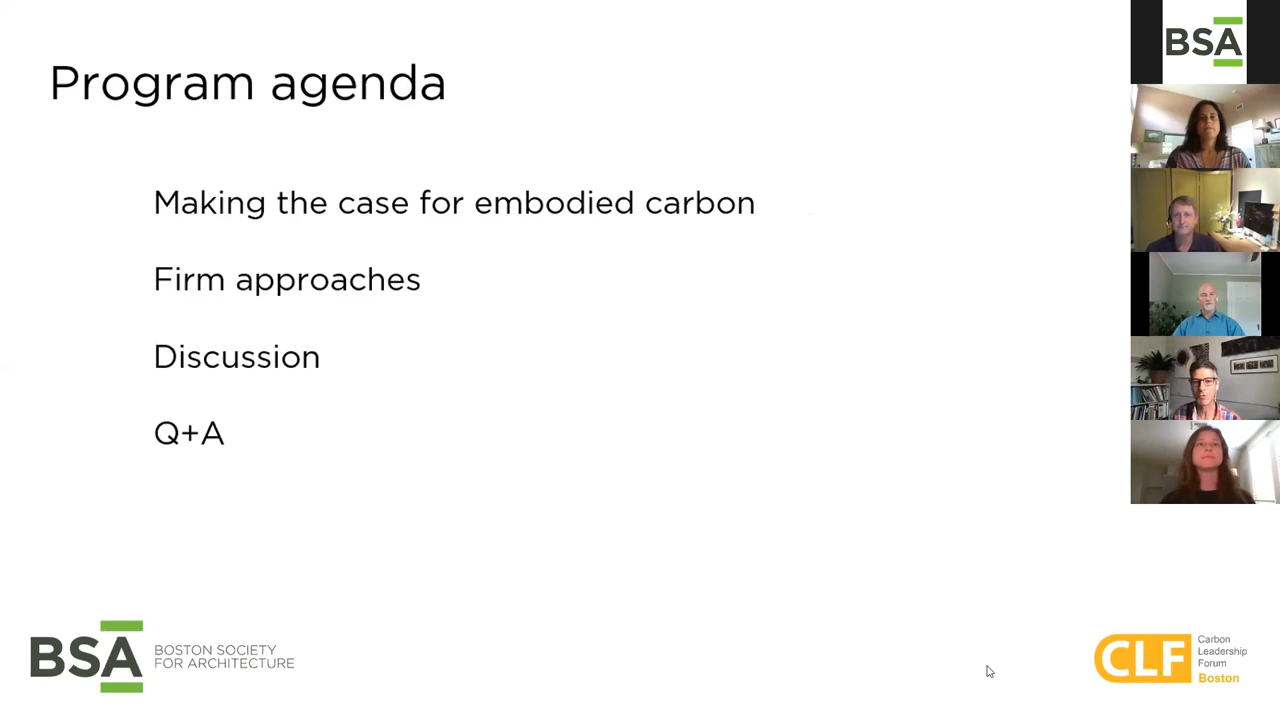 BSA
Program agenda
Making the case for embodied carbon
Firm approaches
Discussion
Q+A
BSA
BOSTON SOCIETY
FOR ARCHITECTURE
CLF
Carbon
Leadership
Forum
Boston